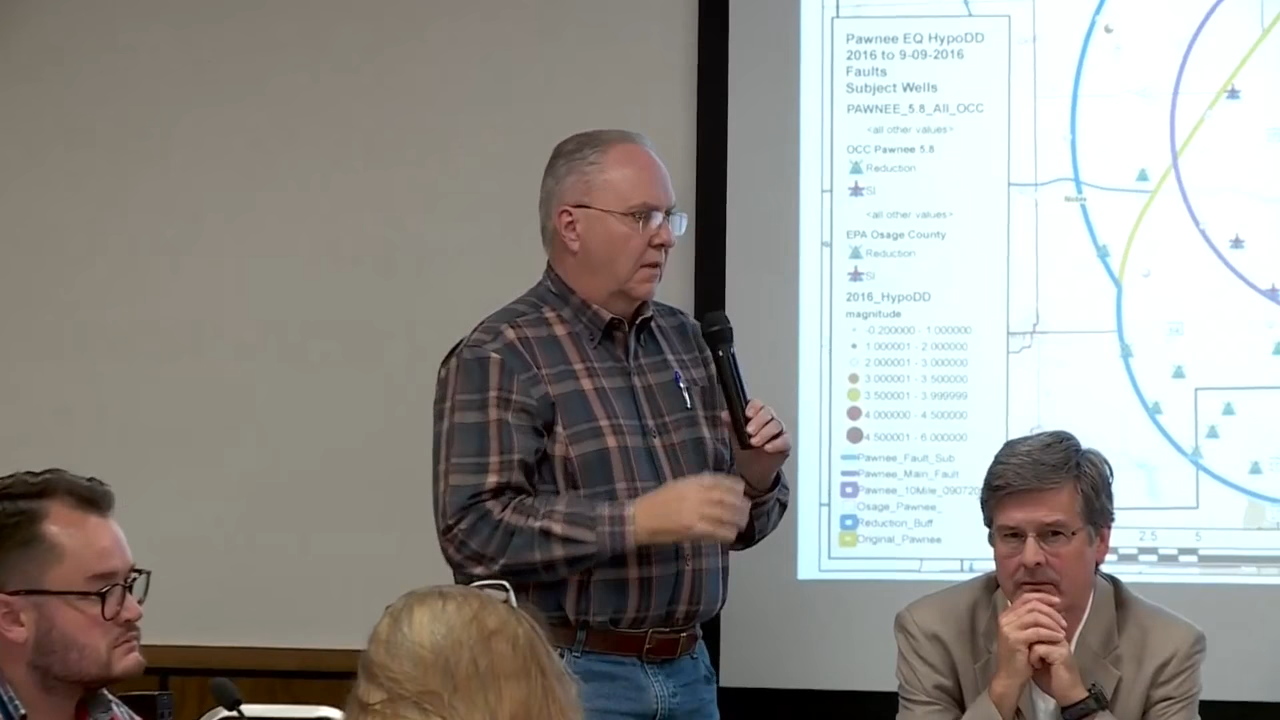 Pawnee EQ HypoDD
2016 to 9-09-2016
Faults
Subject Wells
PAWNEE_5.8_All_OCC
<all other values>
OCC Pawnee 5.8
Reduction
SI
<all other values>
EPA Osage County
Reduction
SI
2016_HypoDD
magnitude
-0.200000 - 1.000000
1.000001 - 2.000000
2.000001 - 3.000000
3.000001 - 3.500000
3.500001 - 3.999999
4.000000 - 4.500000
4.500001 - 6.000000
Pawnee_Fault_Sub
Pawnee_Main_Fault
Pawnee_10Mile_090720
Osage_Pawnee_
Reduction_Buff
Original_Pawnee
2.5 5